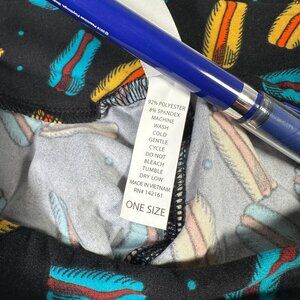 92% POLYESTER
8% SPANDEX
MACHINE
WASH
COLD
GENTLE
CYCLE
DO NOT
BLEACH
TUMBLE
DRY LOW
MADE IN VIETNAM
RN# 142161
ONE SIZE